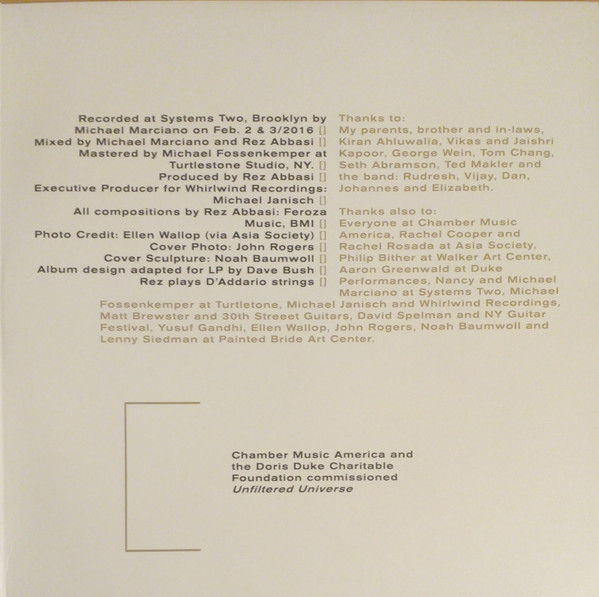 Recorded at Systems Two, Brooklyn by
Michael Marciano on Feb. 2 & 3/2016 []
Mixed by Michael Marciano and Rez Abbasi []
Mastered by Michael Fossenkemper at
Turtlestone Studio, NY. []
Produced by Rez Abbasi []
Executive Producer for Whirlwind Recordings:
Michael Janisch []
All compositions by Rez Abbasi: Feroza
Music, BMI []
Photo Credit: Ellen Wallop (via Asia Society) []
Cover Photo: John Rogers []
Cover Sculpture: Noah Baumwoll []
Album design adapted for LP by Dave Bush []
Rez plays D'Addario strings []
Thanks to:
My parents, brother and in-laws,
Kiran Ahluwalia, Vikas and Jaishri
Kapoor, George Wein, Tom Chang,
Seth Abramson, Ted Makler and
the band: Rudresh, Vijay, Dan,
Johannes and Elizabeth.
Thanks also to:
Everyone at Chamber Music
America, Rachel Cooper and
Rachel Rosada at Asia Society,
Philip Bither at Walker Art Center,
Aaron Greenwald at Duke
Performances, Nancy and Michael
Marciano at Systems Two, Michael
Fossenkemper at Turtletone, Michael Janisch and Whirlwind Recordings,
Matt Brewster and 30th Streeet Guitars, David Spelman and NY Guitar
Festival, Yusuf Gandhi, Ellen Wallop, John Rogers, Noah Baumwoll and
Lenny Siedman at Painted Bride Art Center.
Chamber Music America and
the Doris Duke Charitable
Foundation commissioned
Unfiltered Universe